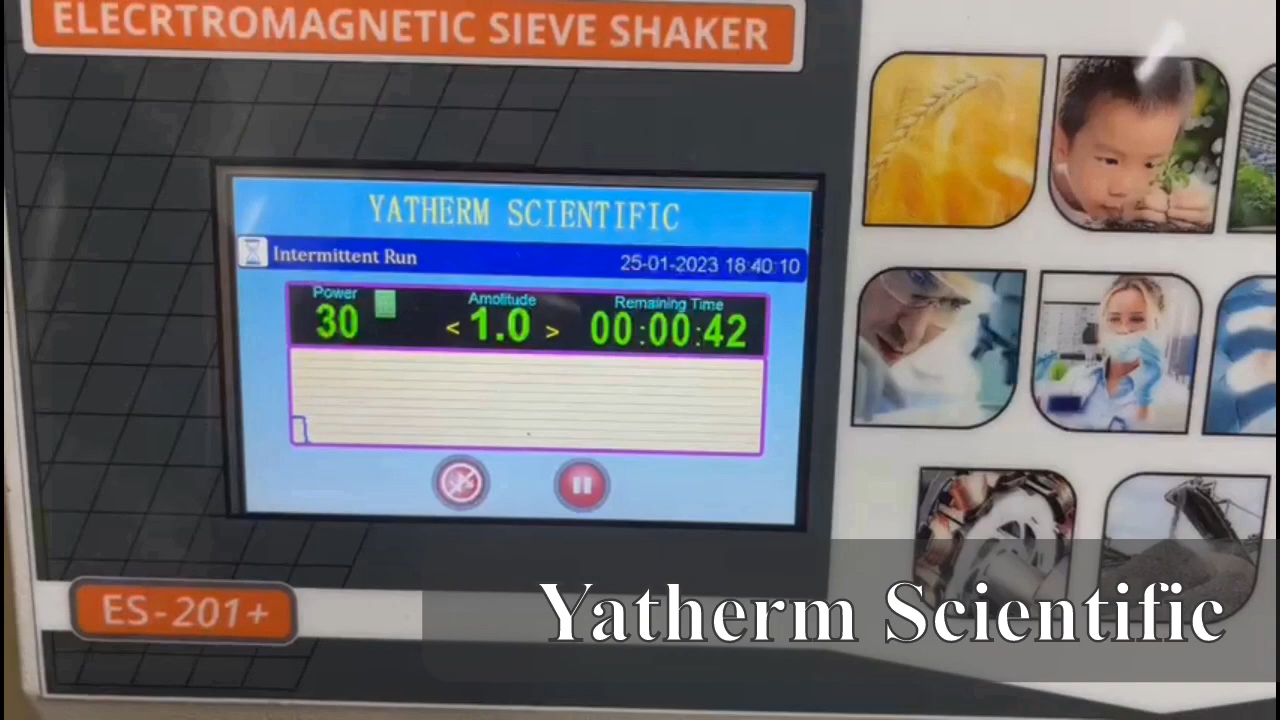 ELECRTROMAGNETIC SIEVE SHAKER
YATHERM SCIENTIFIC
Intermittent Run
25-01-2023 18:40:10
Power
Amplitude
Remaining Time
30
< 1.0 >
00:00:42
ES-201+
Yatherm Scientific